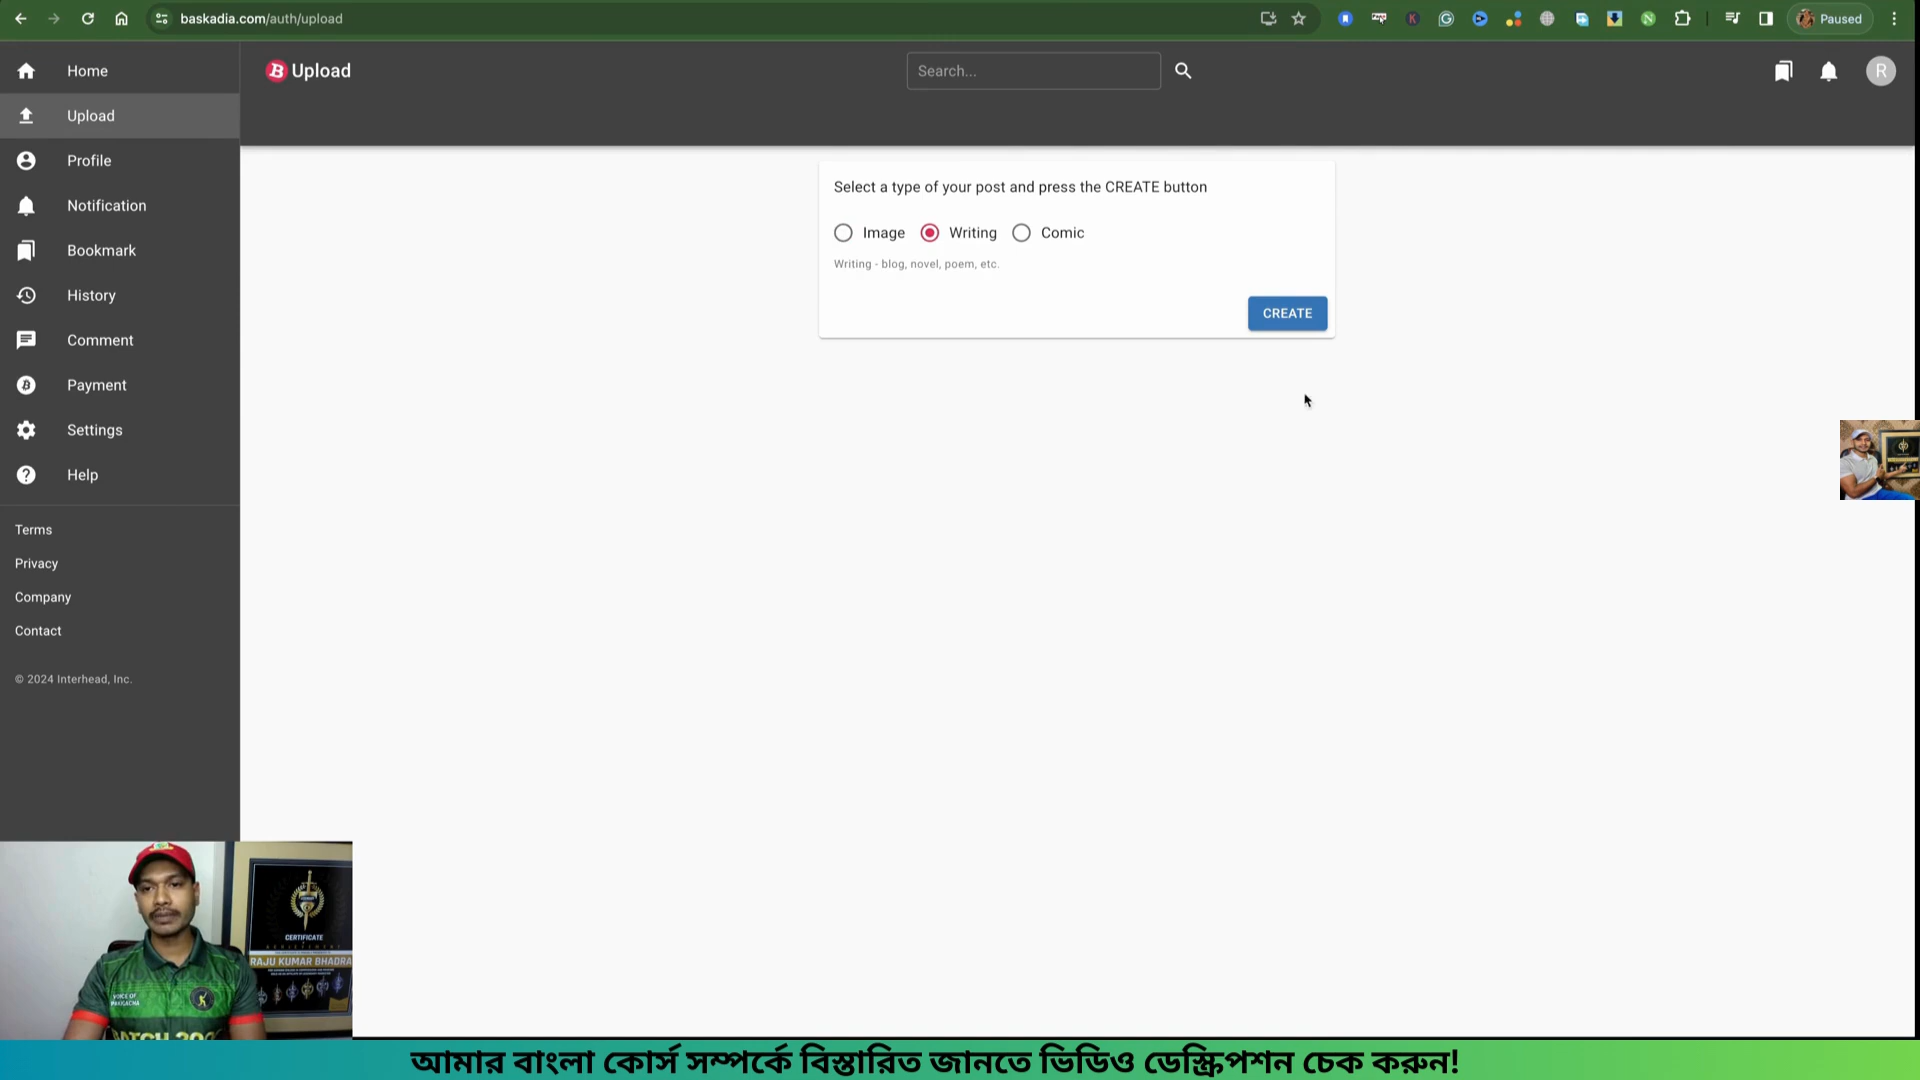 baskadia.com/auth/upload
Paused
Home
Upload
Search...
R
Upload
Profile
Notification
Bookmark
History
Comment
Payment
Settings
Help
Terms
Privacy
Company
Contact
© 2024 Interhead, Inc.
Select a type of your post and press the CREATE button
Image
Writing
Comic
Writing - blog, novel, poem, etc.
CREATE
CERTIFICATE
RAJU KUMAR BHADRA
VOICE OF
আমার বাংলা কোর্স সম্পর্কে বিস্তারিত জানতে ভিডিও ডেস্ক্রিপশন চেক করুন!